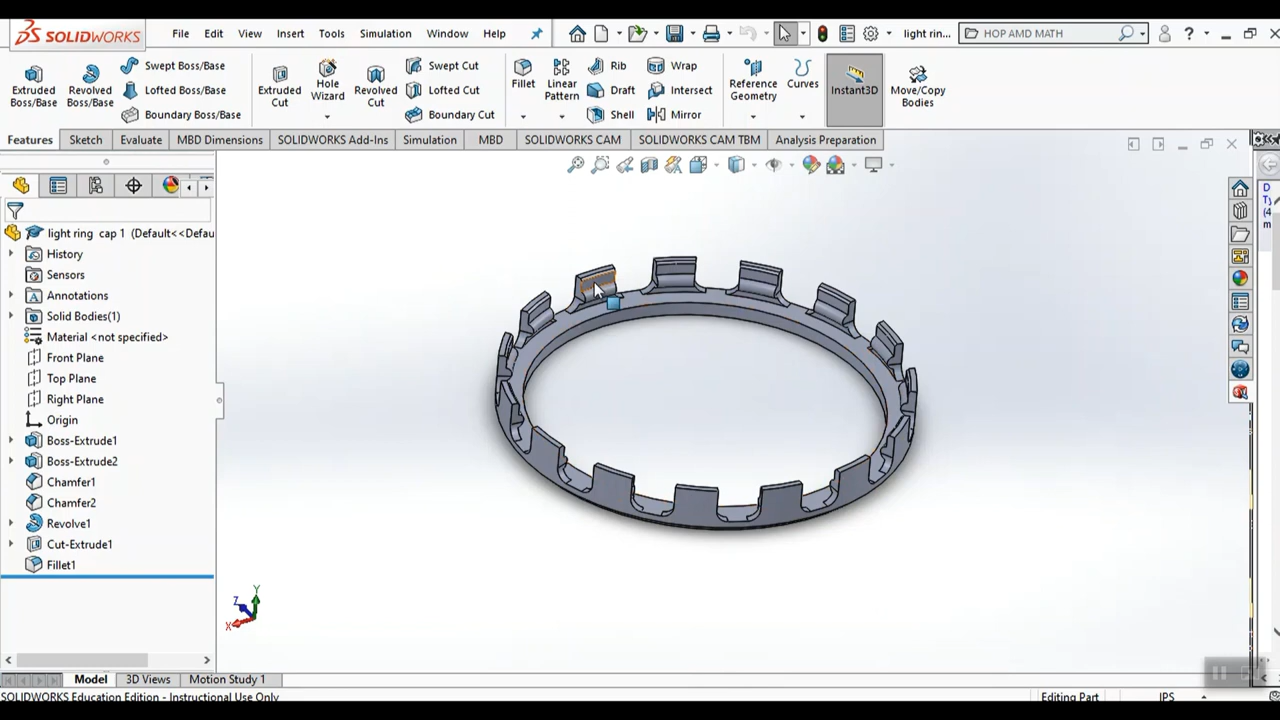 SOLIDWORKS File Edit View Insert Tools Simulation Window Help light rin... HOP AMD MATH
Extruded Boss/Base
Revolved Boss/Base
Swept Boss/Base
Lofted Boss/Base
Boundary Boss/Base
Extruded Cut
Hole Wizard
Revolved Cut
Swept Cut
Lofted Cut
Boundary Cut
Fillet
Linear Pattern
Rib
Draft
Shell
Wrap
Intersect
Mirror
Reference Geometry
Curves
Instant3D
Move/Copy Bodies
Features Sketch Evaluate MBD Dimensions SOLIDWORKS Add-Ins Simulation MBD SOLIDWORKS CAM SOLIDWORKS CAM TBM Analysis Preparation
light ring cap 1 (Default<<Defau
History
Sensors
Annotations
Solid Bodies(1)
Material <not specified>
Front Plane
Top Plane
Right Plane
Origin
Boss-Extrude1
Boss-Extrude2
Chamfer1
Chamfer2
Revolve1
Cut-Extrude1
Fillet1
Y
Z
X
Model 3D Views Motion Study 1
SOLIDWORKS Education Edition - Instructional Use Only Editing Part IPS